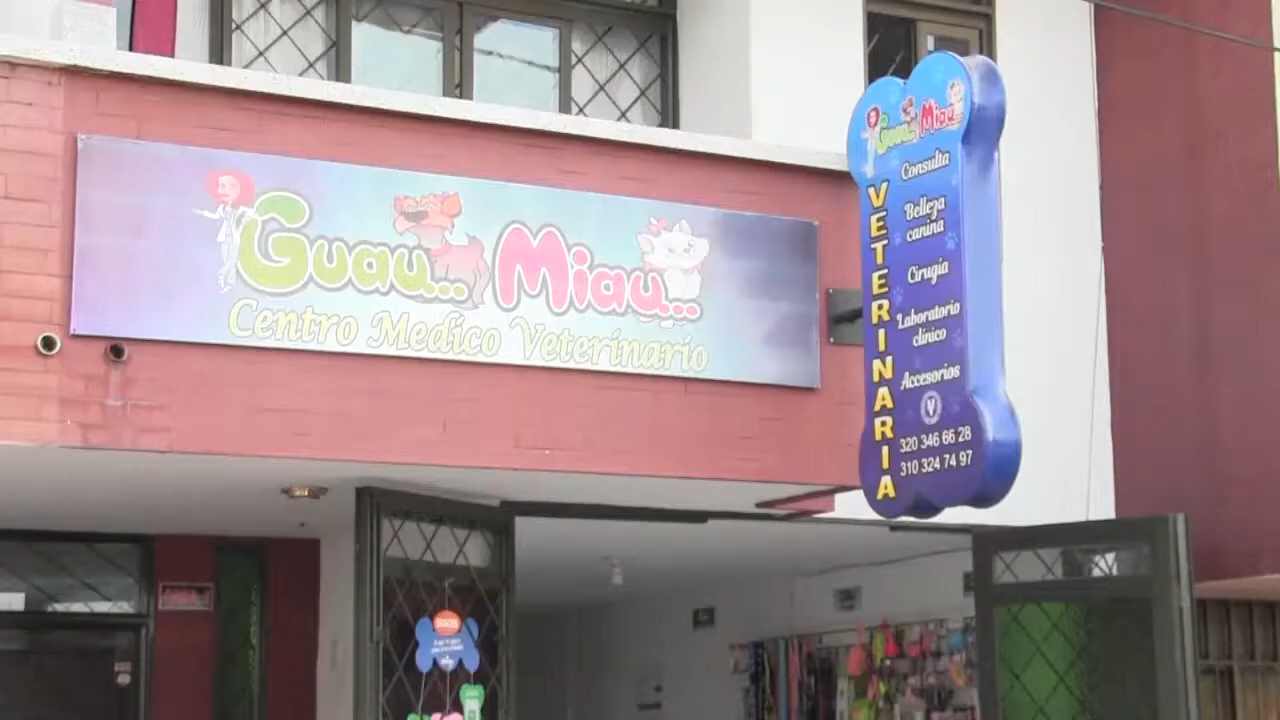 Guau... Miau...
Centro Medico Veterinario
Guau... Miau...
VETERINARIA
Consulta
Belleza
canina
Cirugía
Laboratorio
clínico
Accesorios
320 346 66 28
310 324 74 97